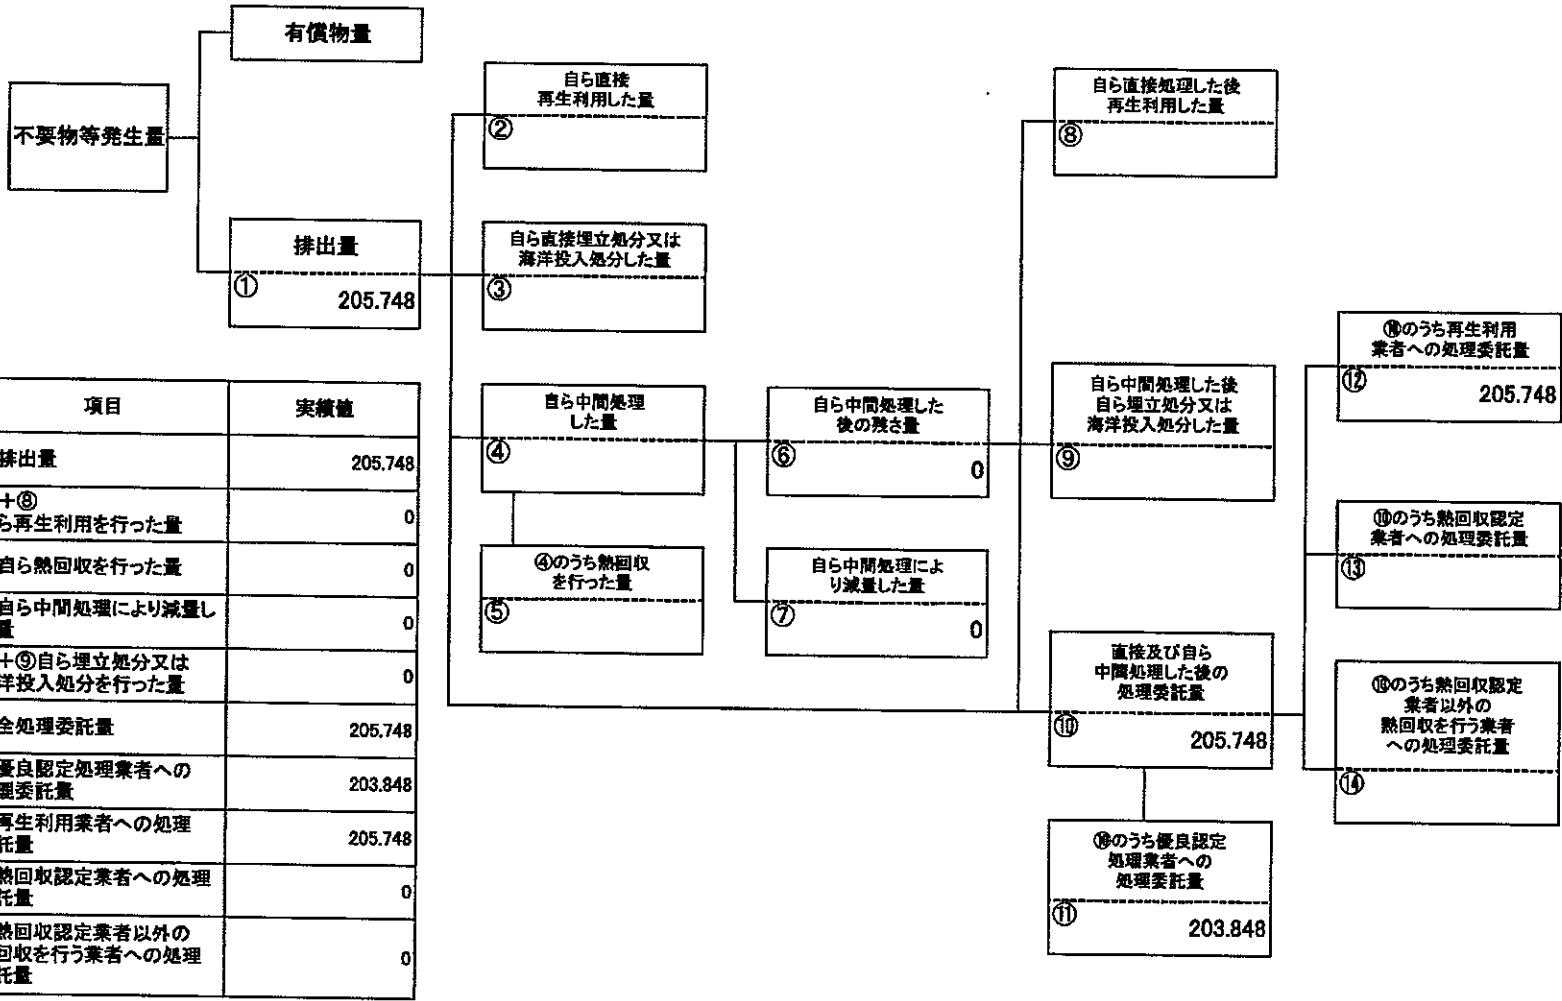 有償物量
不要物等発生量
排出量
①
205.748
自ら直接
再生利用した量
②
自ら直接埋立処分又は
海洋投入処分した量
③
自ら中間処理
した量
④
④のうち熱回収
を行った量
⑤
自ら中間処理した
後の残さ量
⑥
0
自ら中間処理によ
り減量した量
⑦
0
自ら直接処理した後
再生利用した量
⑧
自ら中間処理した後
自ら埋立処分又は
海洋投入処分した量
⑨
直接及び自ら
中間処理した後の
処理委託量
⑩
205.748
⑩のうち優良認定
処理業者への
処理委託量
⑪
203.848
⑩のうち再生利用
業者への処理委託量
⑫
205.748
⑩のうち熱回収認定
業者への処理委託量
⑬
⑩のうち熱回収認定
業者以外の
熱回収を行う業者
への処理委託量
⑭
項目 実績値
排出量 205.748
+⑧
ら再生利用を行った量 0
自ら熱回収を行った量 0
自ら中間処理により減量し
量 0
+⑨自ら埋立処分又は
洋投入処分を行った量 0
全処理委託量 205.748
優良認定処理業者への
理委託量 203.848
再生利用業者への処理
託量 205.748
熱回収認定業者への処理
託量 0
熱回収認定業者以外の
回収を行う業者への処理
託量 0